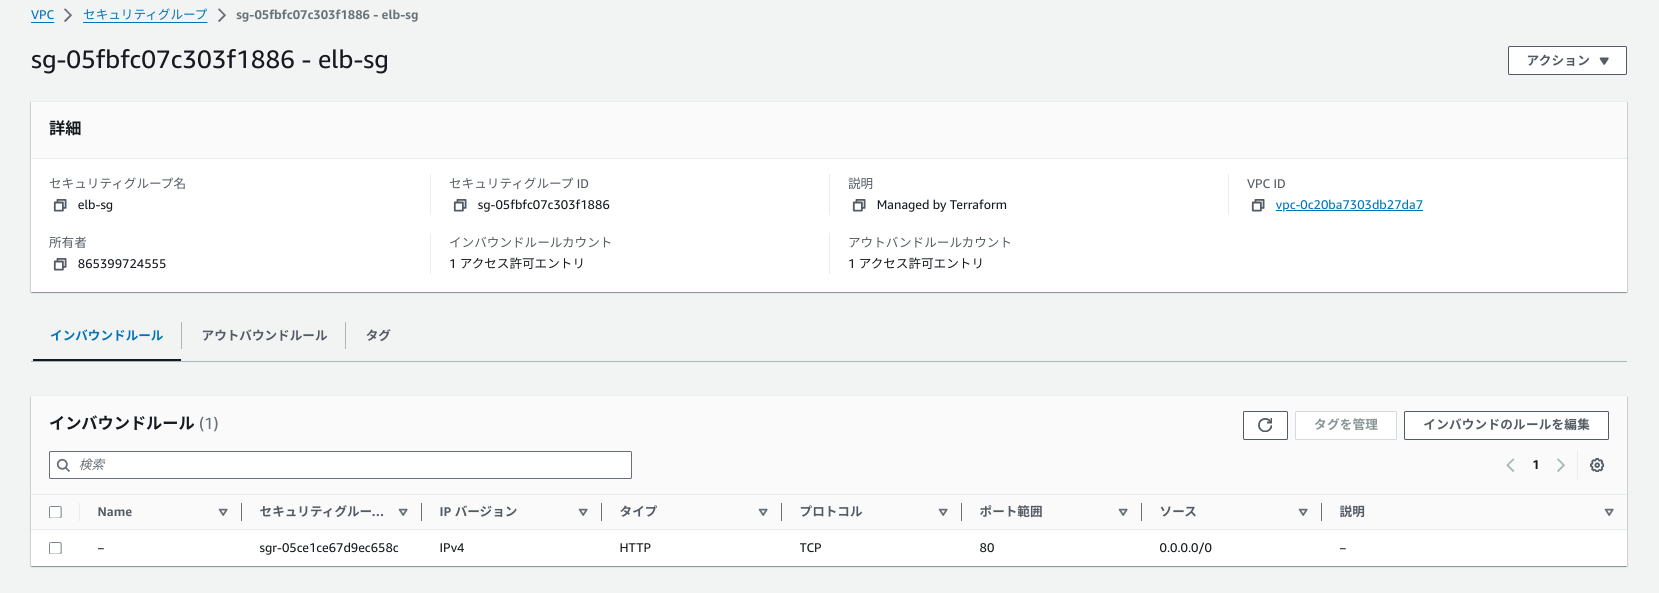 VPC > セキュリティグループ > sg-05fbfc07c303f1886 - elb-sg
sg-05fbfc07c303f1886 - elb-sg
アクション ▼
詳細
セキュリティグループ名 セキュリティグループ ID 説明 VPC ID
elb-sg sg-05fbfc07c303f1886 Managed by Terraform vpc-0c20ba7303db27da7
所有者 インバウンドルールカウント アウトバンドルールカウント
865399724555 1 アクセス許可エントリ 1 アクセス許可エントリ
インバウンドルール アウトバウンドルール タグ
インバウンドルール (1) タグを管理 インバウンドのルールを編集
検索 1
Name セキュリティグルー... IP バージョン タイプ プロトコル ポート範囲 ソース 説明
– sgr-05ce1ce67d9ec658c IPv4 HTTP TCP 80 0.0.0.0/0 –